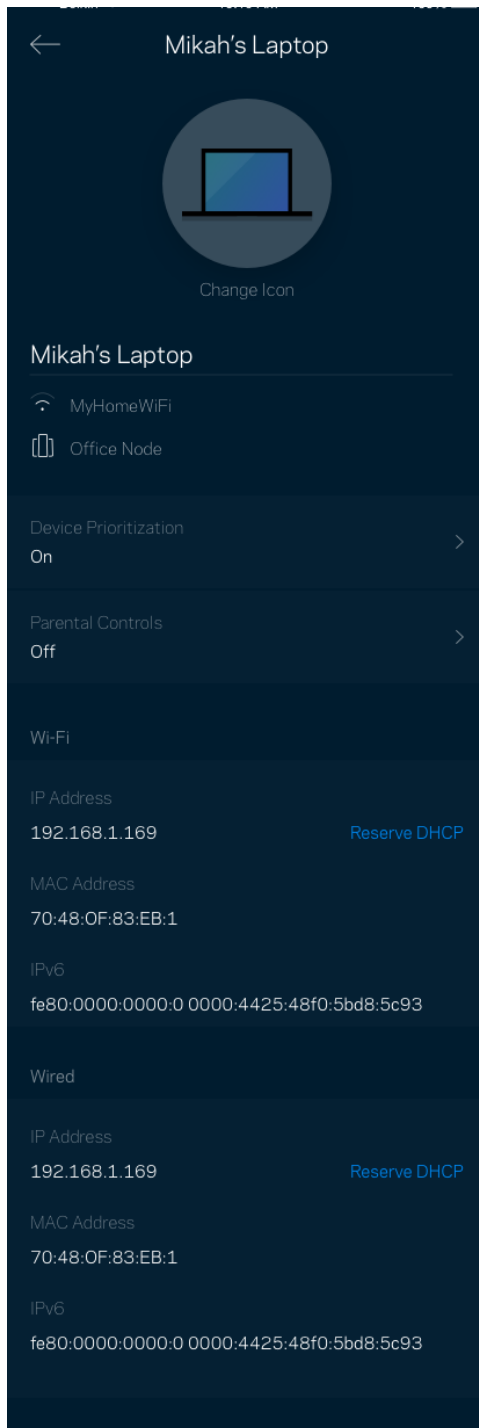 Mikah's Laptop
Change Icon
Mikah's Laptop
MyHomeWiFi
Office Node
Device Prioritization
On
Parental Controls
Off
Wi-Fi
IP Address
192.168.1.169 Reserve DHCP
MAC Address
70:48:0F:83:EB:1
IPv6
fe80:0000:0000:0 0000:4425:48f0:5bd8:5c93
Wired
IP Address
192.168.1.169 Reserve DHCP
MAC Address
70:48:0F:83:EB:1
IPv6
fe80:0000:0000:0 0000:4425:48f0:5bd8:5c93